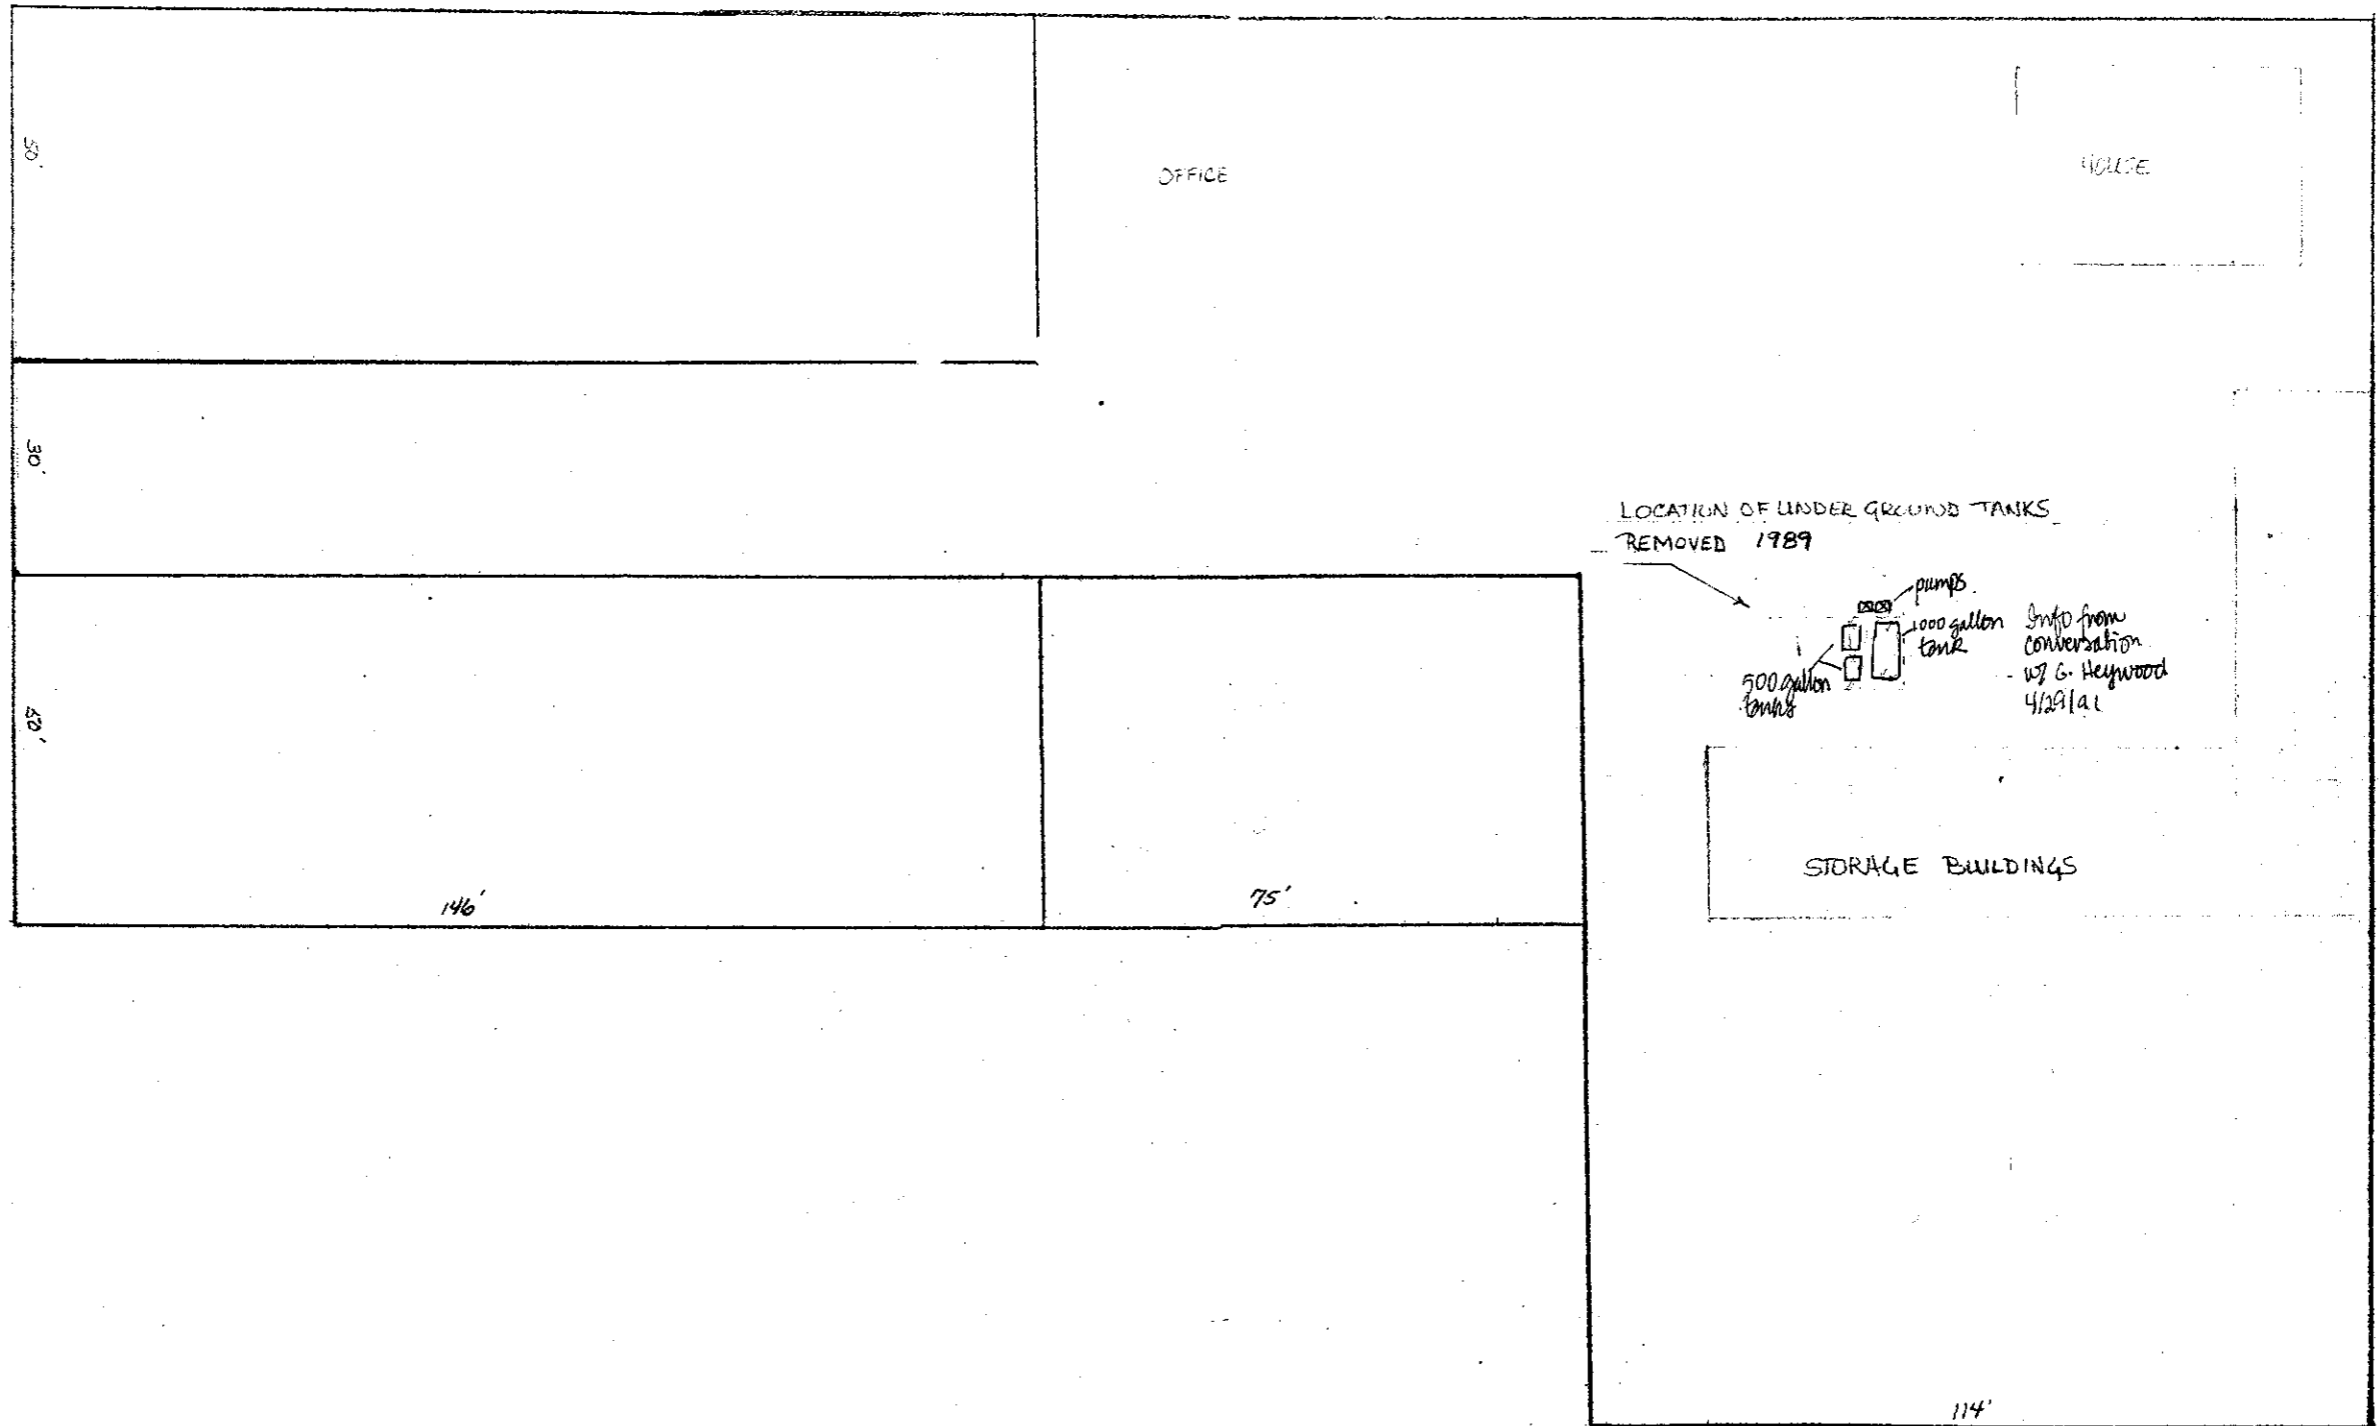 50'
OFFICE
HOUSE
30'
LOCATION OF UNDER GROUND TANKS
REMOVED 1989
pumps
1000 gallon
tank
500 gallon
tanks
Info from
conversation
w/ G. Heywood
4/29/91
50'
STORAGE BUILDINGS
146'
75'
114'